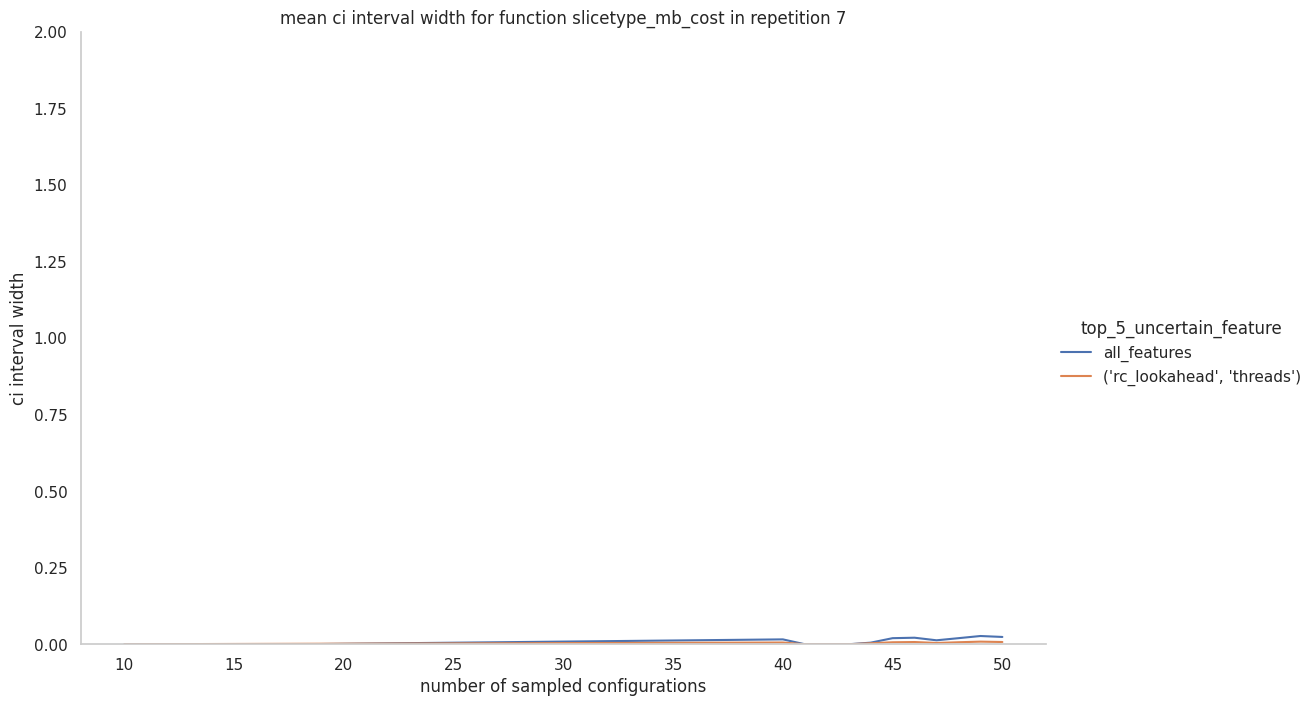 mean ci interval width for function slicetype_mb_cost in repetition 7
2.00
1.75
1.50
1.25
1.00
0.75
0.50
0.25
0.00
ci interval width
10 15 20 25 30 35 40 45 50
number of sampled configurations
top_5_uncertain_feature
all_features
('rc_lookahead', 'threads')